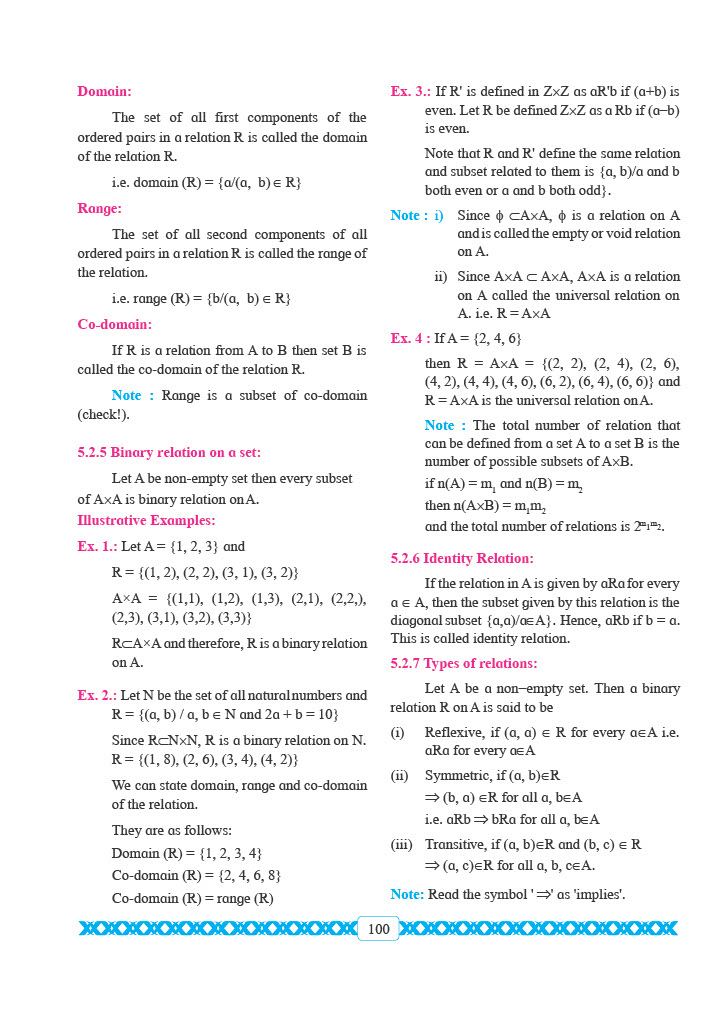 Domain:
The set of all first components of the
ordered pairs in a relation R is called the domain
of the relation R.
i.e. domain (R) = {a/(a, b) ∈ R}
Range:
The set of all second components of all
ordered pairs in a relation R is called the range of
the relation.
i.e. range (R) = {b/(a, b) ∈ R}
Co-domain:
If R is a relation from A to B then set B is
called the co-domain of the relation R.
Note : Range is a subset of co-domain
(check!).
5.2.5 Binary relation on a set:
Let A be non-empty set then every subset
of A×A is binary relation on A.
Illustrative Examples:
Ex. 1.: Let A = {1, 2, 3} and
R = {(1, 2), (2, 2), (3, 1), (3, 2)}
A×A = {(1,1), (1,2), (1,3), (2,1), (2,2,),
(2,3), (3,1), (3,2), (3,3)}
R⊂A×A and therefore, R is a binary relation
on A.
Ex. 2.: Let N be the set of all natural numbers and
R = {(a, b) / a, b ∈ N and 2a + b = 10}
Since R⊂N×N, R is a binary relation on N.
R = {(1, 8), (2, 6), (3, 4), (4, 2)}
We can state domain, range and co-domain
of the relation.
They are as follows:
Domain (R) = {1, 2, 3, 4}
Co-domain (R) = {2, 4, 6, 8}
Co-domain (R) = range (R)
Ex. 3.: If R' is defined in Z×Z as aR'b if (a+b) is
even. Let R be defined Z×Z as a Rb if (a−b)
is even.
Note that R and R' define the same relation
and subset related to them is {a, b)/a and b
both even or a and b both odd}.
Note : i) Since ϕ ⊂A×A, ϕ is a relation on A
and is called the empty or void relation
on A.
ii) Since A×A ⊂ A×A, A×A is a relation
on A called the universal relation on
A. i.e. R = A×A
Ex. 4 : If A = {2, 4, 6}
then R = A×A = {(2, 2), (2, 4), (2, 6),
(4, 2), (4, 4), (4, 6), (6, 2), (6, 4), (6, 6)} and
R = A×A is the universal relation on A.
Note : The total number of relation that
can be defined from a set A to a set B is the
number of possible subsets of A×B.
if n(A) = m₁ and n(B) = m₂
then n(A×B) = m₁m₂
and the total number of relations is 2ᵐ¹ᵐ².
5.2.6 Identity Relation:
If the relation in A is given by aRa for every
a ∈ A, then the subset given by this relation is the
diagonal subset {a,a)/a∈A}. Hence, aRb if b = a.
This is called identity relation.
5.2.7 Types of relations:
Let A be a non−empty set. Then a binary
relation R on A is said to be
(i) Reflexive, if (a, a) ∈ R for every a∈A i.e.
aRa for every a∈A
(ii) Symmetric, if (a, b)∈R
⇒ (b, a) ∈R for all a, b∈A
i.e. aRb ⇒ bRa for all a, b∈A
(iii) Transitive, if (a, b)∈R and (b, c) ∈ R
⇒ (a, c)∈R for all a, b, c∈A.
Note: Read the symbol ' ⇒' as 'implies'.
100